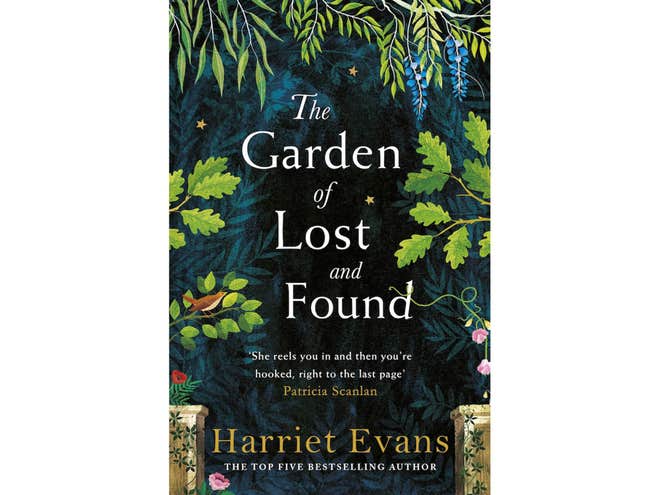 The
Garden
of
Lost
and
Found
‘She reels you in and then you’re
hooked, right to the last page’
Patricia Scanlan
Harriet Evans
THE TOP FIVE BESTSELLING AUTHOR